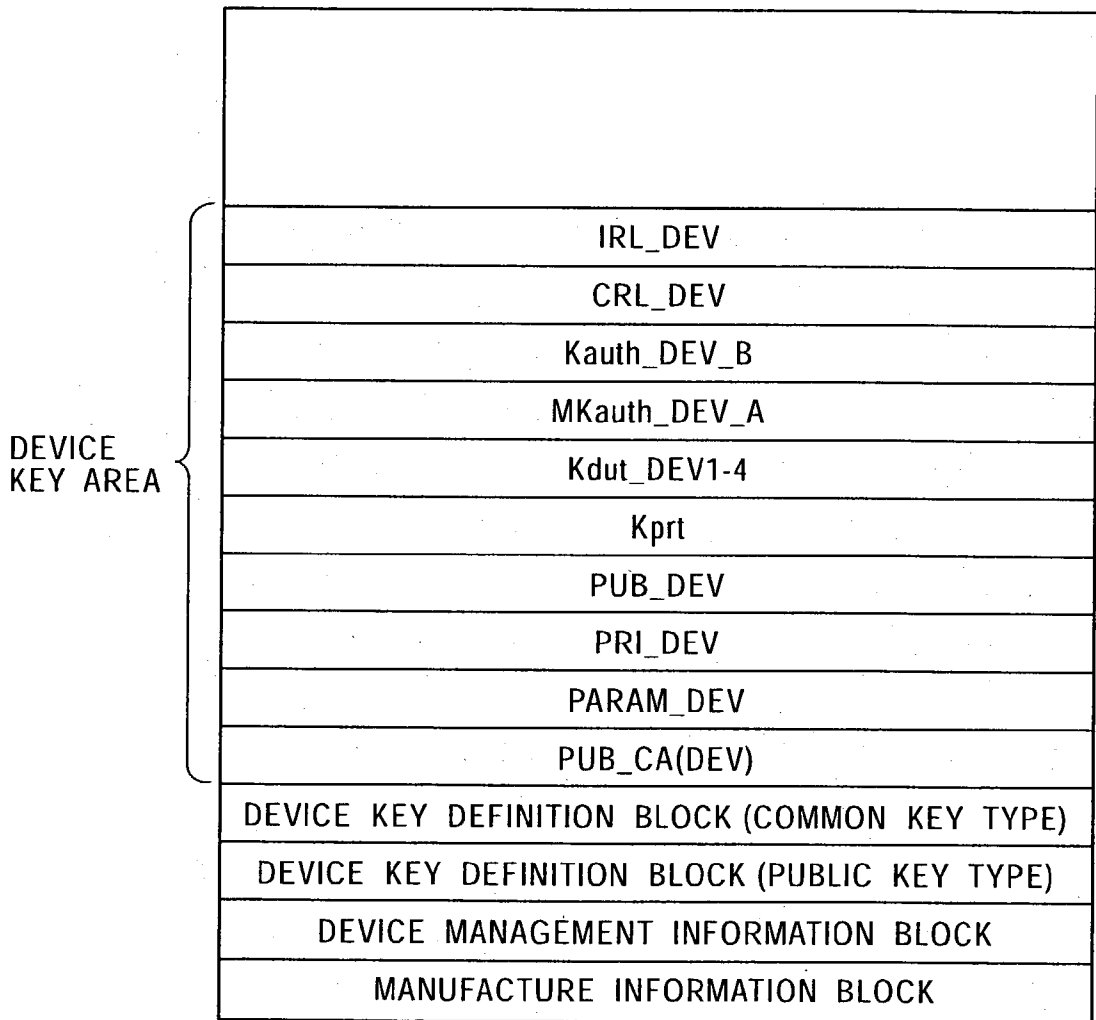 IRL_DEV
CRL_DEV
Kauth_DEV_B
MKauth_DEV_A
DEVICE
KEY AREA
Kdut_DEV1-4
Kprt
PUB_DEV
PRI_DEV
PARAM_DEV
PUB_CA(DEV)
DEVICE KEY DEFINITION BLOCK (COMMON KEY TYPE)
DEVICE KEY DEFINITION BLOCK (PUBLIC KEY TYPE)
DEVICE MANAGEMENT INFORMATION BLOCK
MANUFACTURE INFORMATION BLOCK